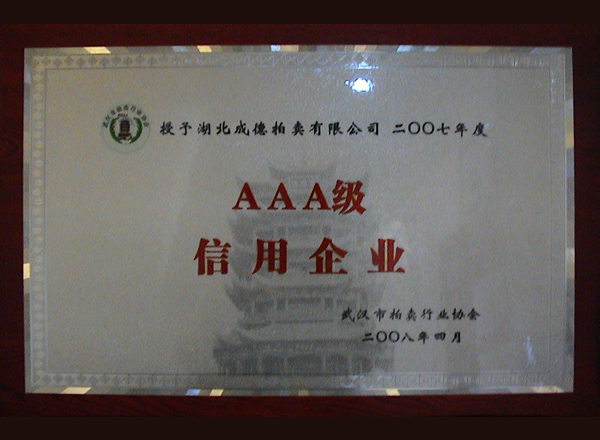 授予湖北成德拍卖有限公司 二〇〇七年度
AAA级
信用企业
武汉市拍卖行业协会
二〇〇八年四月